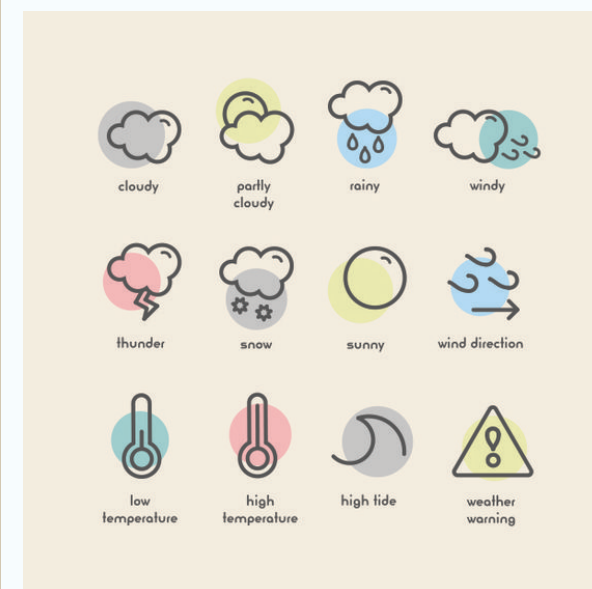 cloudy
partly
cloudy
rainy
windy
thunder
snow
sunny
wind direction
low
temperature
high
temperature
high tide
weather
warning